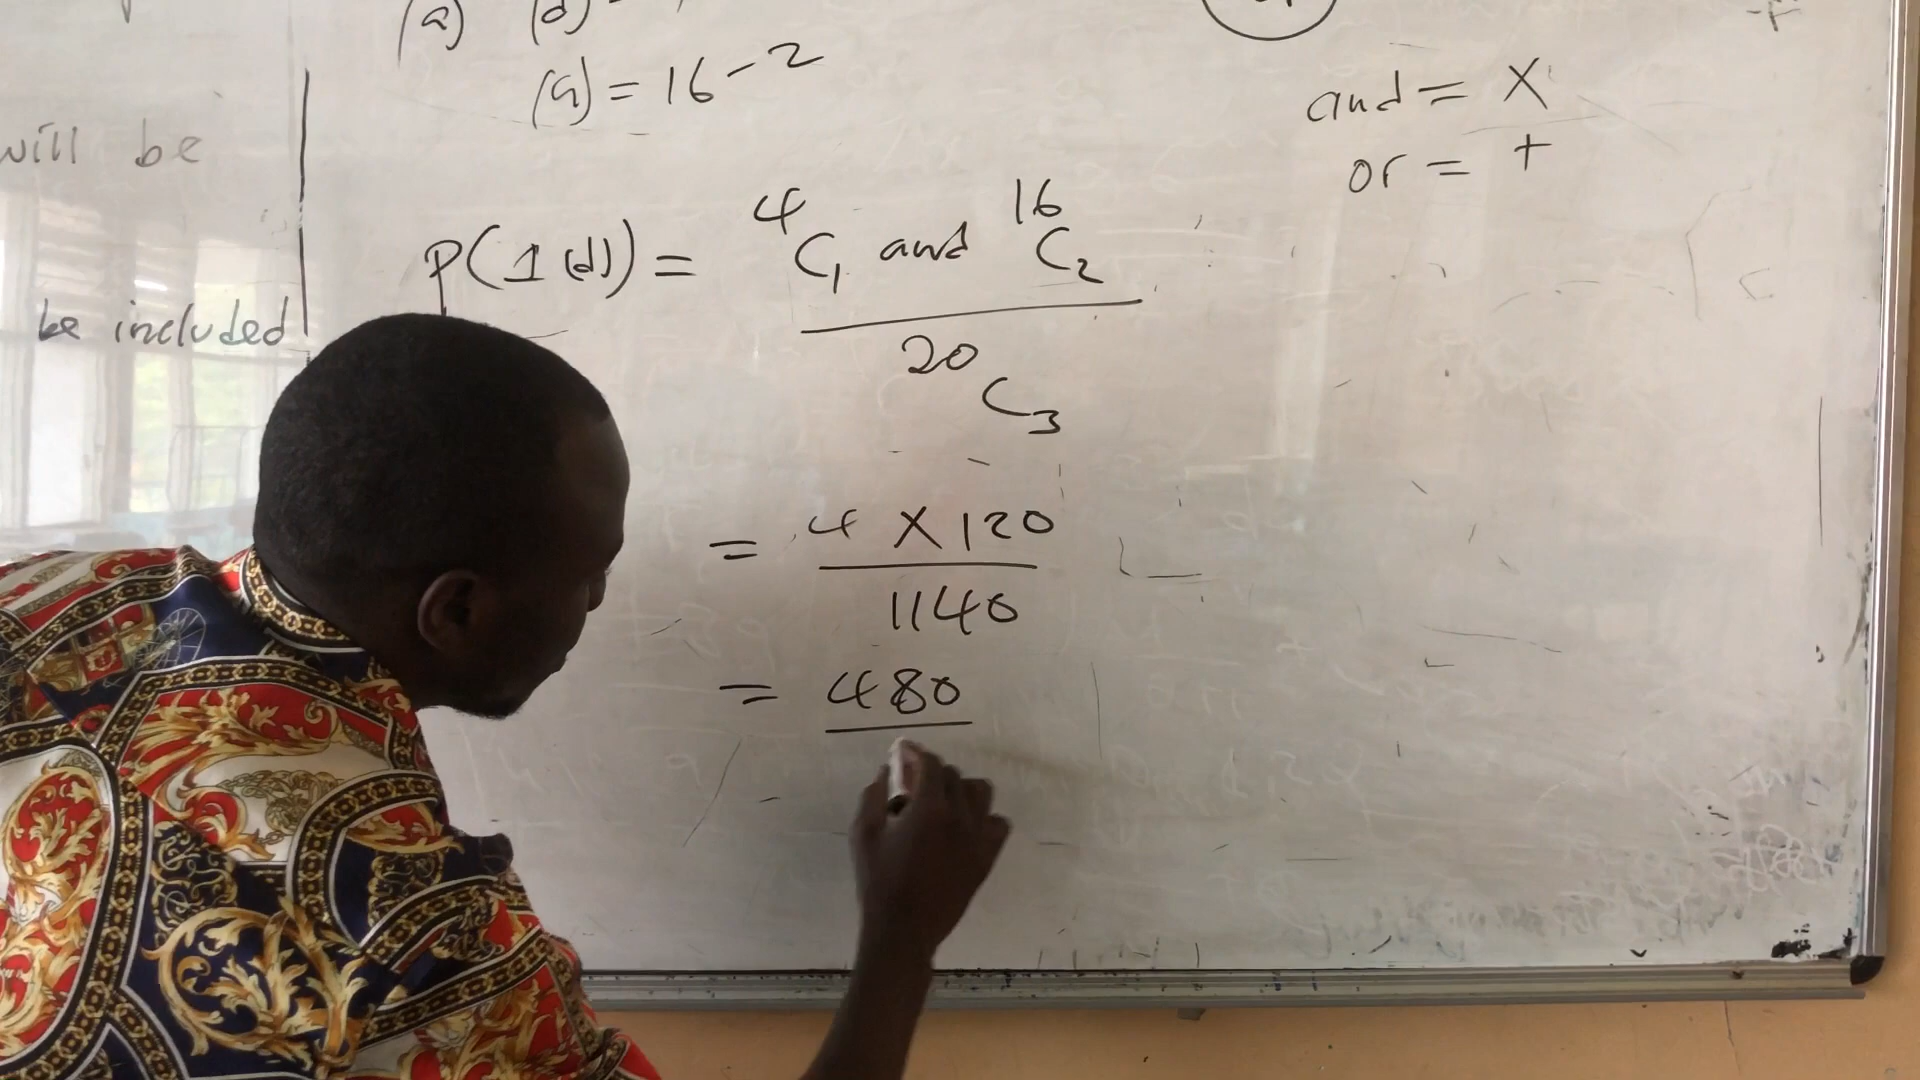 (a) (d) =
(G) = 16 - 2
and = X
or = +
will be
be included
P(1(d)) = ⁴C₁ and ¹⁶C₂
²⁰C₃
= 4 X 120
1140
= 480